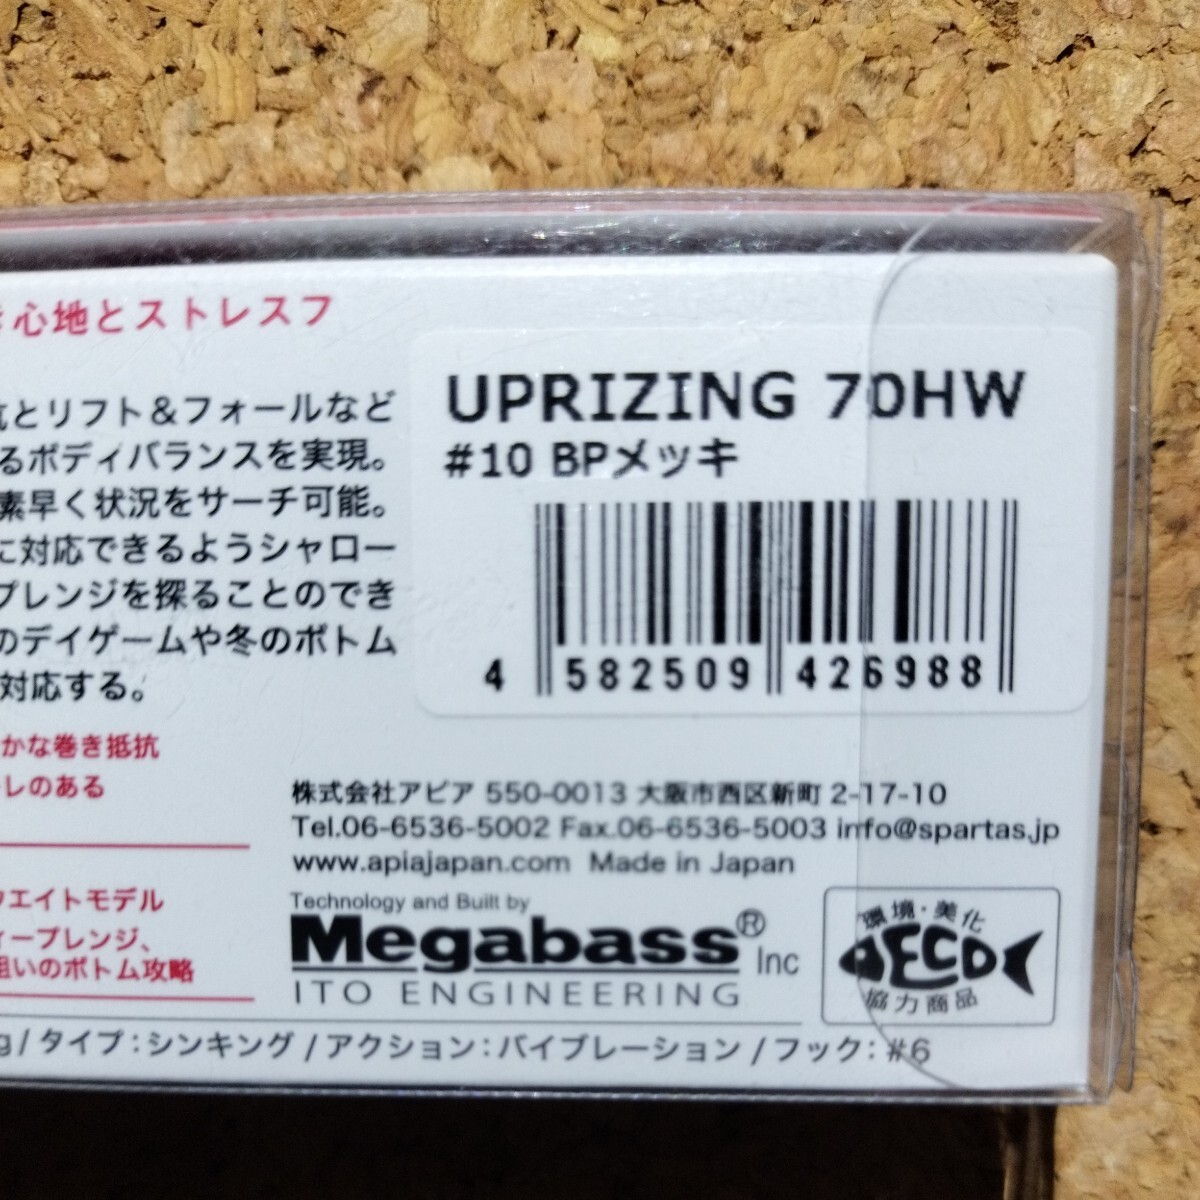 心地とストレスフ
とリフト＆フォールなど
るボディバランスを実現。
素早く状況をサーチ可能。
に対応できるようシャロー
プレンジを探ることのでき
のデイゲームや冬のボトム
対応する。
かな巻き抵抗
レのある
ウエイトモデル
ィープレンジ、
狙いのボトム攻略
UPRIZING 70HW
#10 BPメッキ
4 582509 426988
株式会社アピア 550-0013 大阪市西区新町 2-17-10
Tel.06-6536-5002 Fax.06-6536-5003 info@spartas.jp
www.apiajapan.com Made in Japan
Technology and Built by
Megabass® Inc
ITO ENGINEERING
環境・美化
ECO
協力商品
g/タイプ：シンキング/アクション：バイブレーション/フック：#6